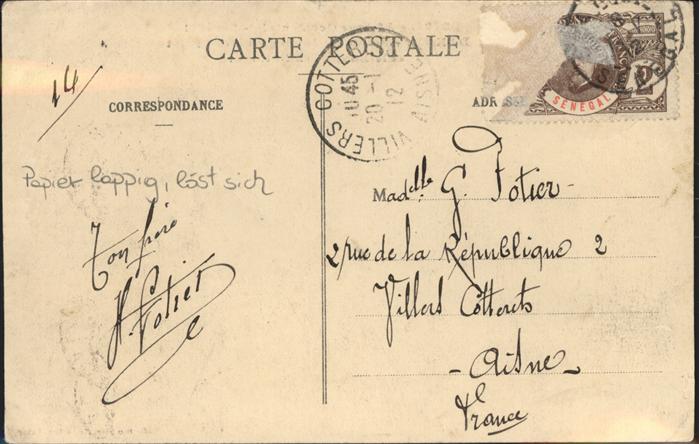 CARTE POSTALE
14
CORRESPONDANCE
Papier lappig, löst sich
Ton frère
H. Potier
VILLERS COTTERETS
AISNE
10 45
20 - 1
12
SENEGAL
2
Madelle G. Potier
2 rue de la République 2
Villers Cotterets
- Aisne -
France